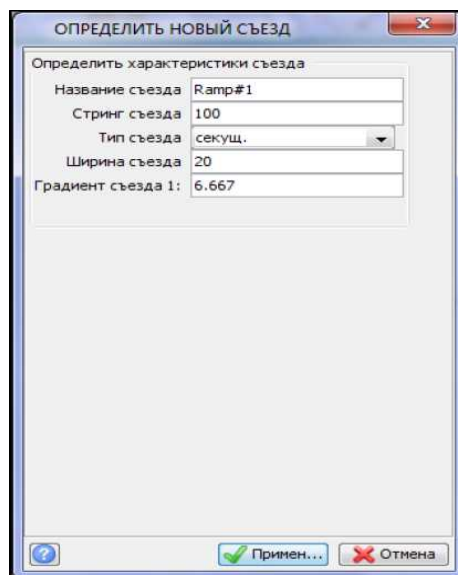 ОПРЕДЕЛИТЬ НОВЫЙ СЪЕЗД
Определить характеристики съезда
Название съезда Ramp#1
Стринг съезда 100
Тип съезда секущ.
Ширина съезда 20
Градиент съезда 1: 6.667
? Примен... Отмена